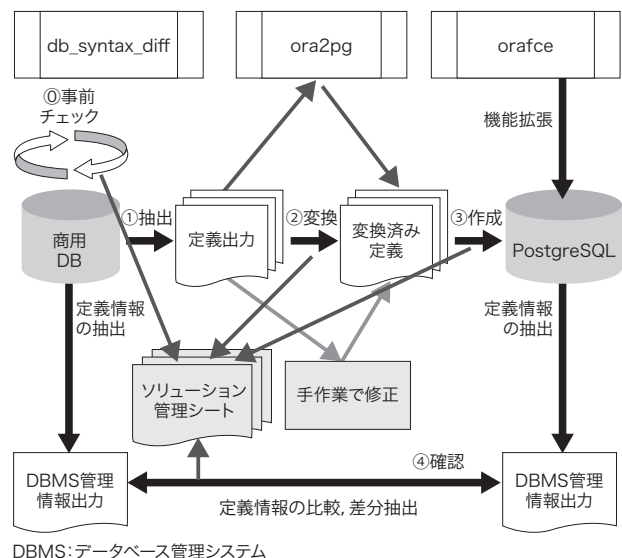 db_syntax_diff
ora2pg
orafce
⓪事前
チェック
機能拡張
商用
DB
①抽出
定義出力
②変換
変換済み
定義
③作成
PostgreSQL
定義情報
の抽出
定義情報
の抽出
ソリューション
管理シート
手作業で修正
DBMS管理
情報出力
④確認
定義情報の比較, 差分抽出
DBMS管理
情報出力
DBMS：データベース管理システム